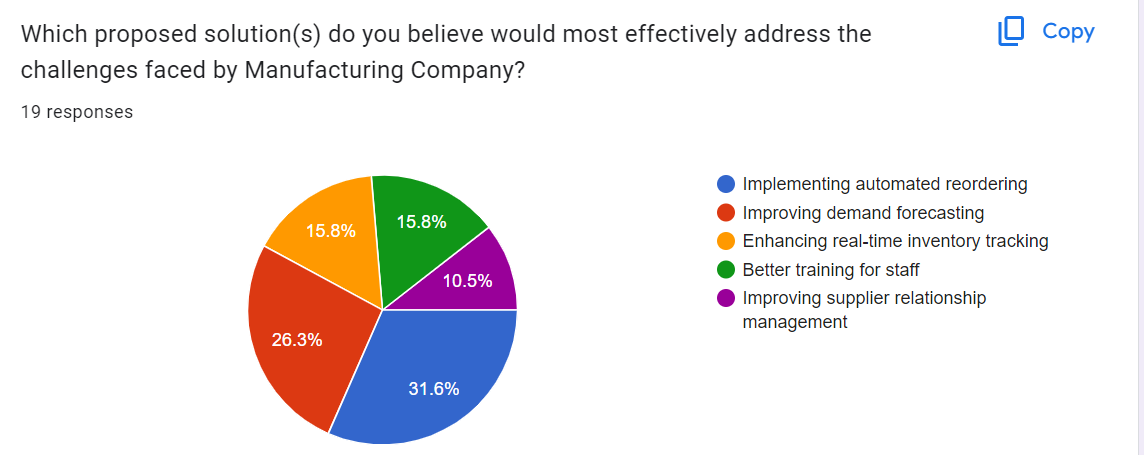 Which proposed solution(s) do you believe would most effectively address the
challenges faced by Manufacturing Company?
Copy
19 responses
15.8%
15.8%
10.5%
26.3%
31.6%
Implementing automated reordering
Improving demand forecasting
Enhancing real-time inventory tracking
Better training for staff
Improving supplier relationship
management